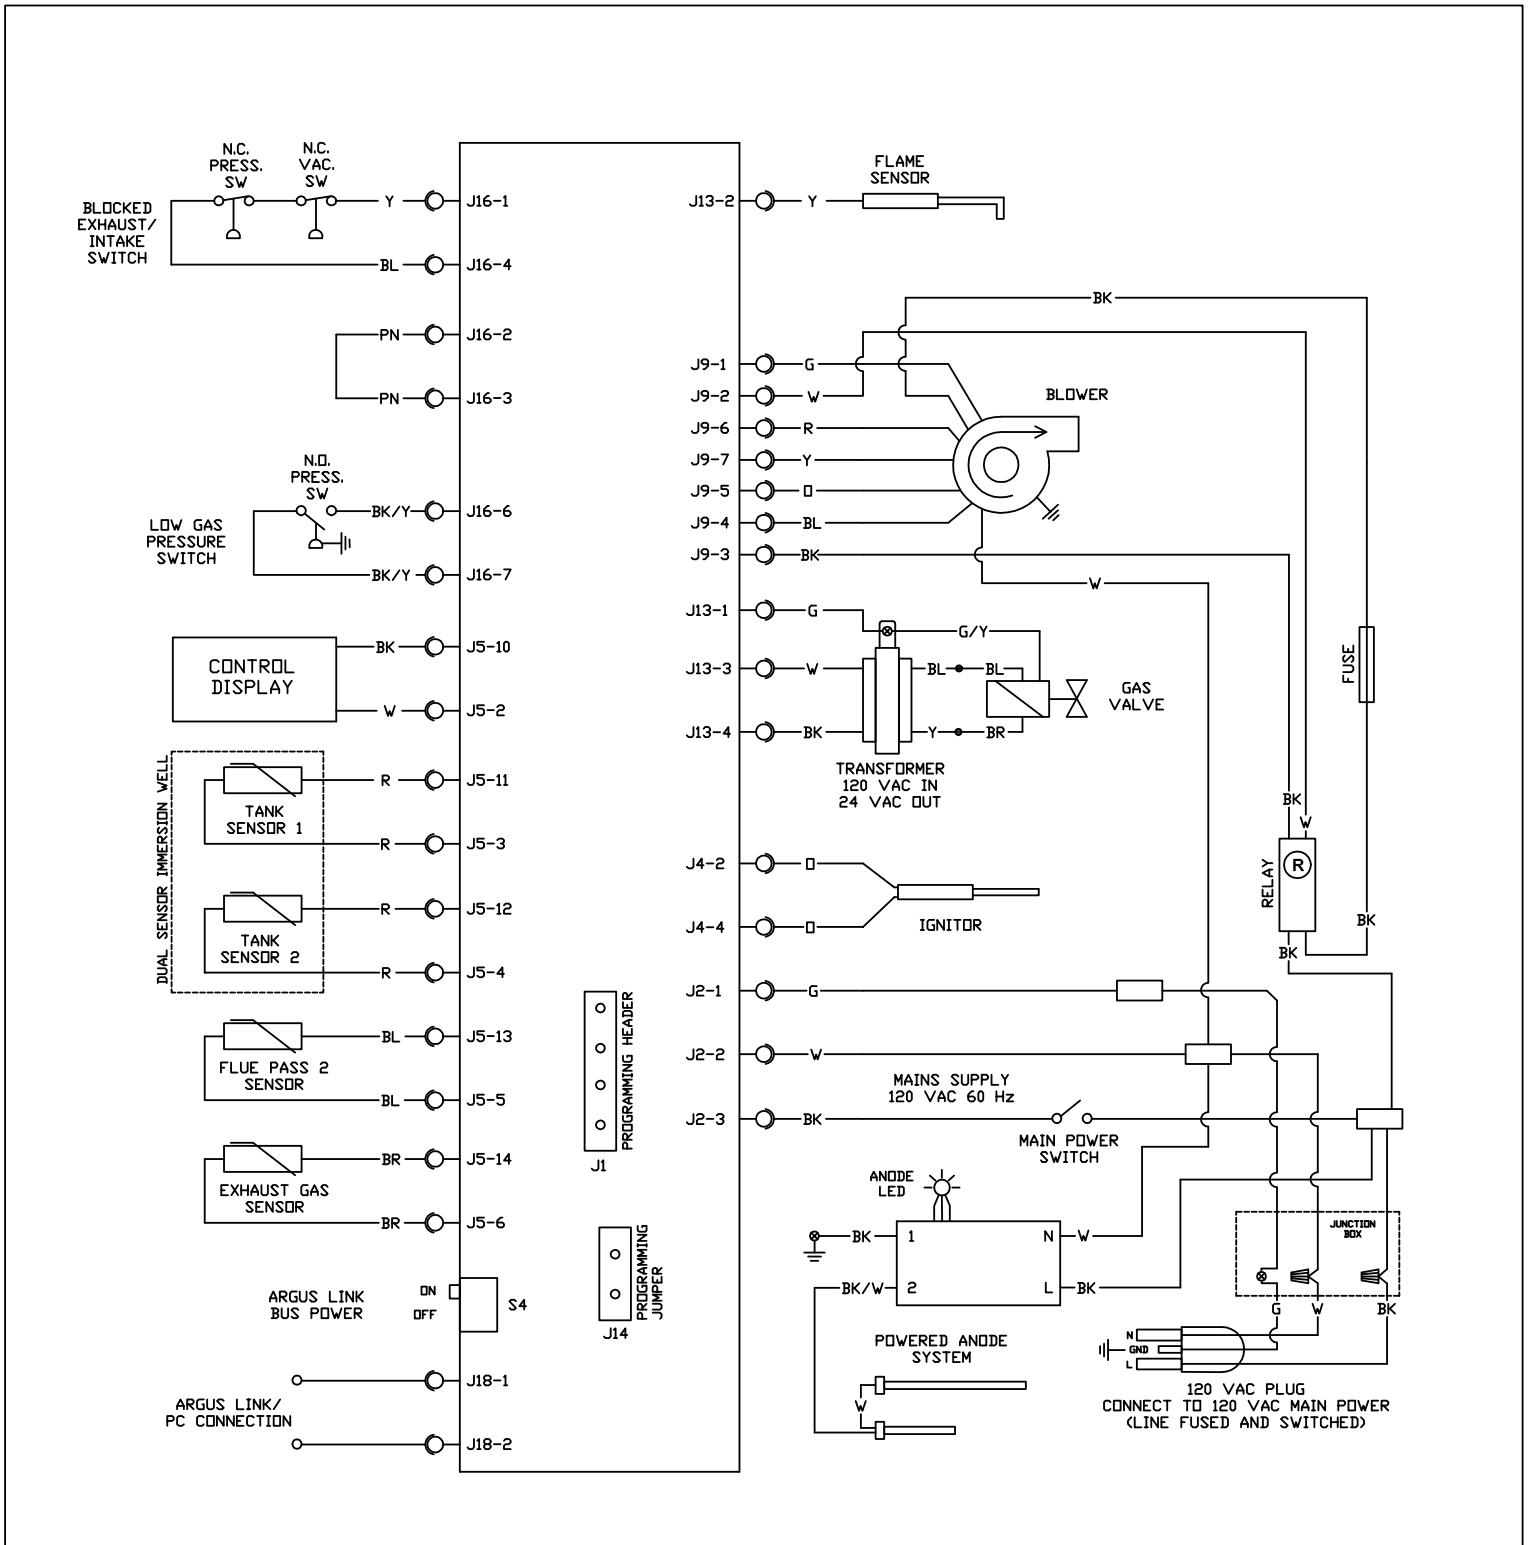 N.C.
PRESS.
SW
N.C.
VAC.
SW
BLOCKED
EXHAUST/
INTAKE
SWITCH
Y
J16-1
BL
J16-4
PN
J16-2
PN
J16-3
N.O.
PRESS.
SW
LOW GAS
PRESSURE
SWITCH
BK/Y
J16-6
BK/Y
J16-7
CONTROL
DISPLAY
BK
J5-10
W
J5-2
DUAL SENSOR IMMERSION WELL
TANK
SENSOR 1
R
J5-11
R
J5-3
TANK
SENSOR 2
R
J5-12
R
J5-4
FLUE PASS 2
SENSOR
BL
J5-13
BL
J5-5
EXHAUST GAS
SENSOR
BR
J5-14
BR
J5-6
ARGUS LINK
BUS POWER
ON
OFF
S4
ARGUS LINK/
PC CONNECTION
J18-1
J18-2
PROGRAMMING HEADER
J1
PROGRAMMING
JUMPER
J14
J13-2
Y
FLAME
SENSOR
BK
J9-1
G
J9-2
W
J9-6
R
J9-7
Y
J9-5
O
J9-4
BL
J9-3
BK
BLOWER
W
J13-1
G
G/Y
J13-3
W
BL
BL
J13-4
BK
Y
BR
GAS
VALVE
TRANSFORMER
120 VAC IN
24 VAC OUT
FUSE
BK
W
RELAY
R
BK
BK
J4-2
O
J4-4
O
IGNITOR
J2-1
G
J2-2
W
MAINS SUPPLY
120 VAC 60 Hz
J2-3
BK
MAIN POWER
SWITCH
ANODE
LED
BK
1
N
W
BK/W
2
L
BK
POWERED ANODE
SYSTEM
W
JUNCTION
BOX
G
W
BK
N
GND
L
120 VAC PLUG
CONNECT TO 120 VAC MAIN POWER
(LINE FUSED AND SWITCHED)